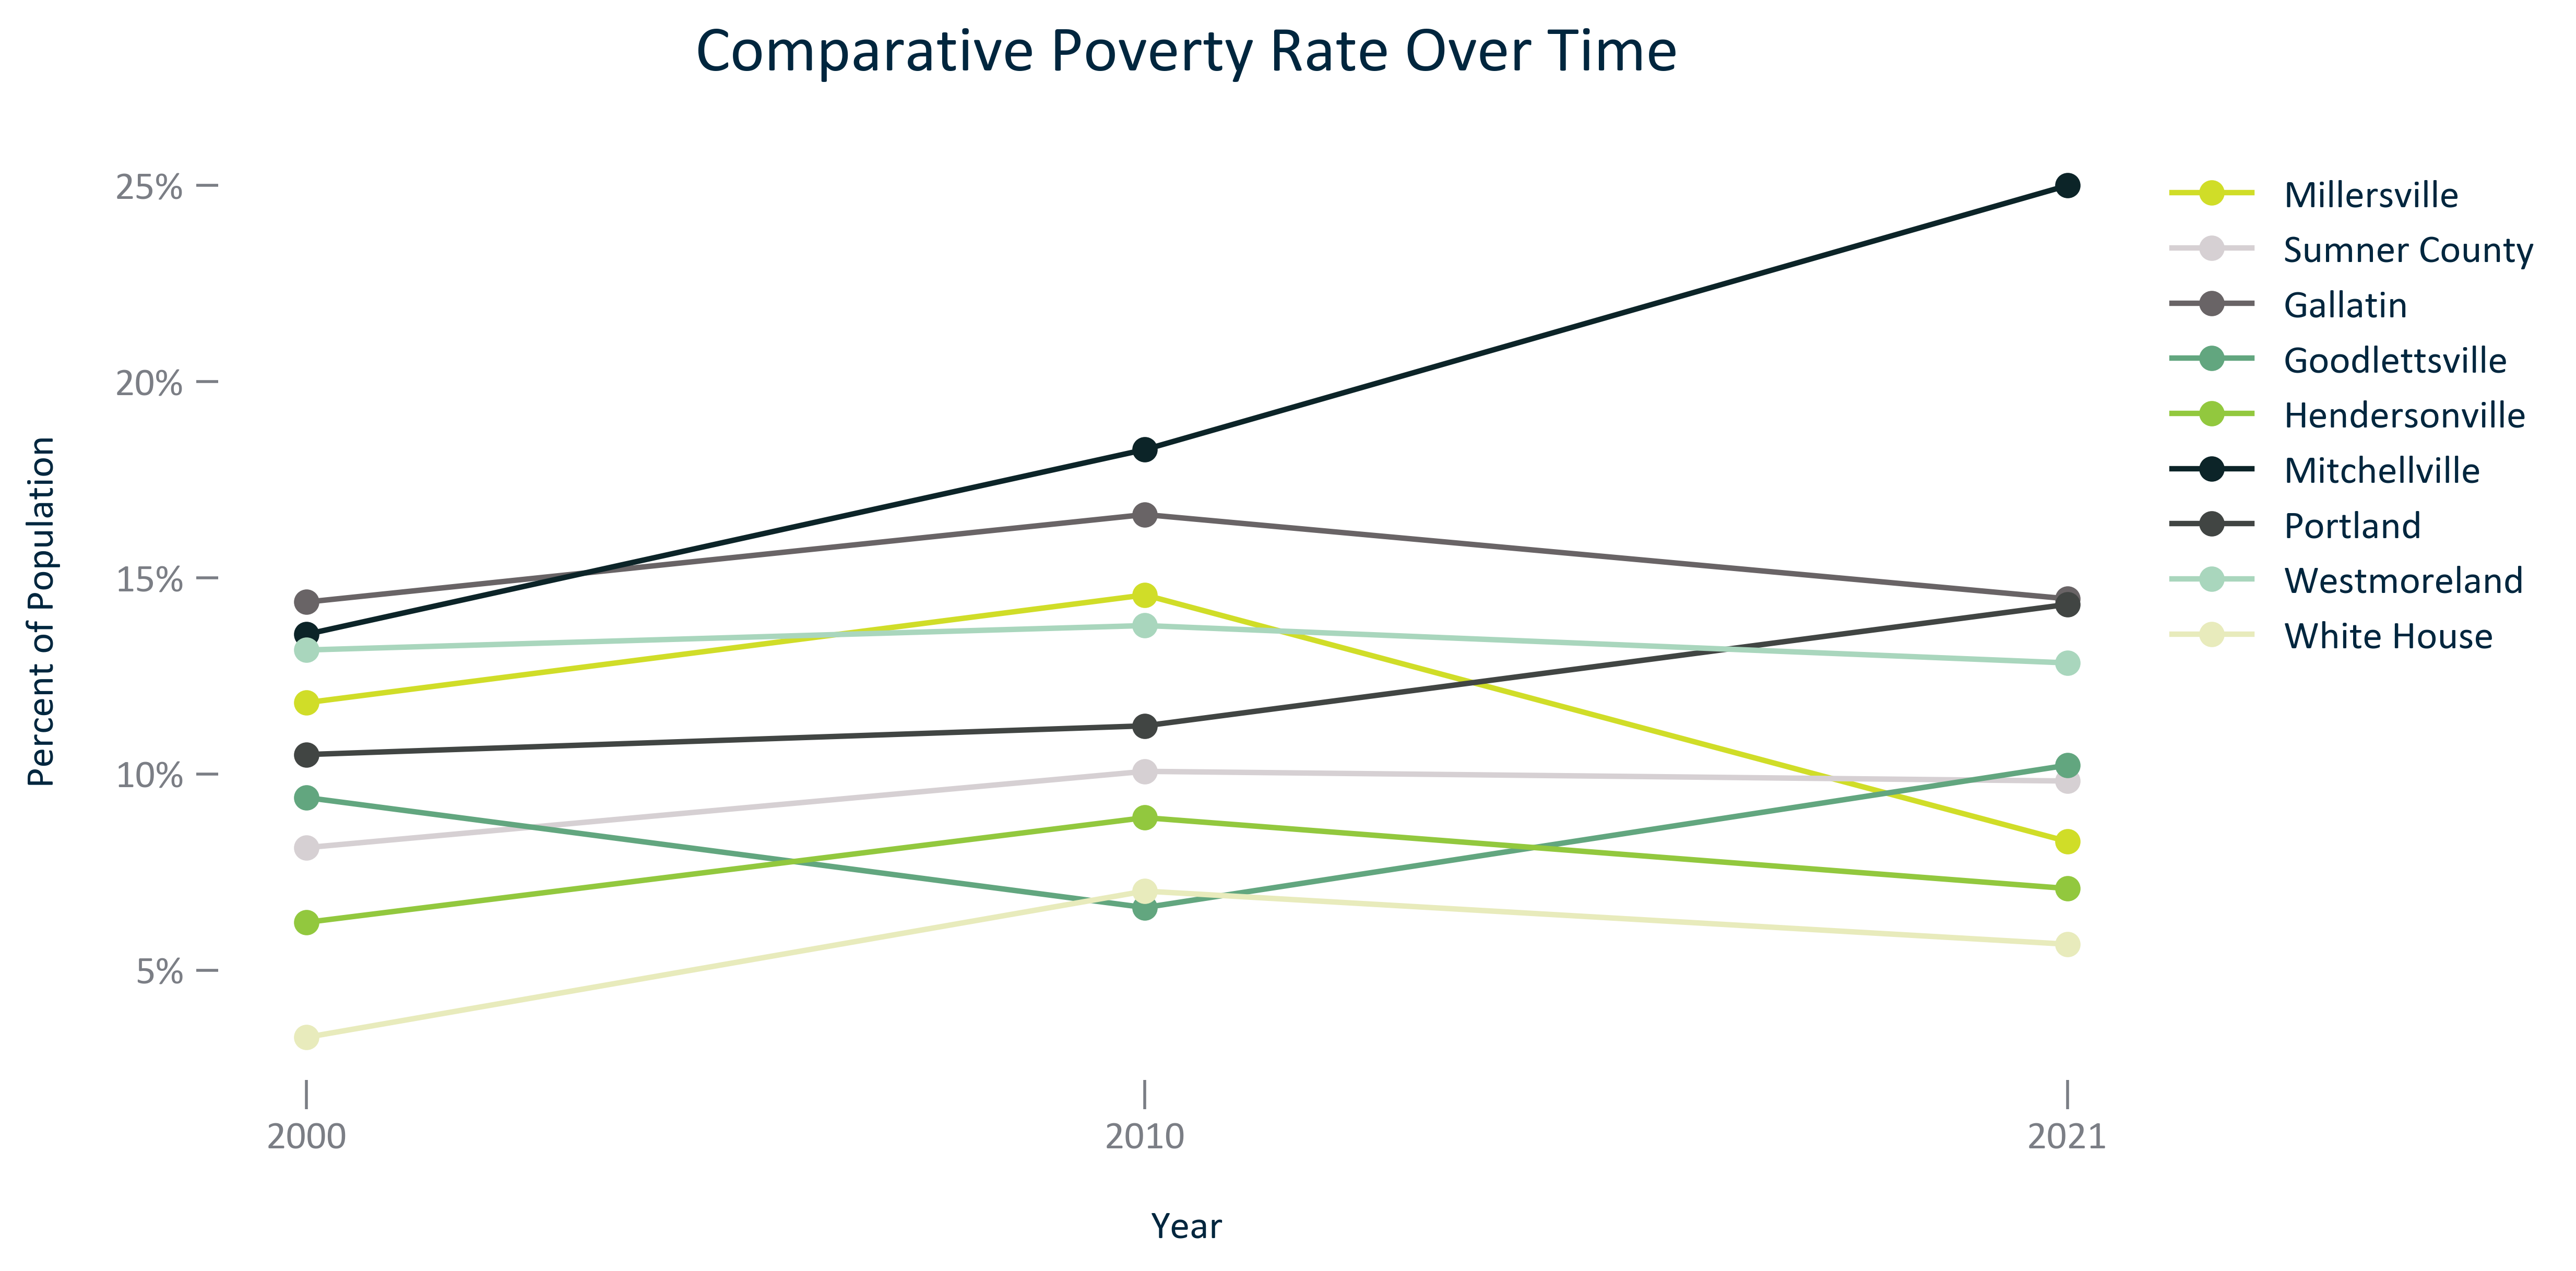 Comparative Poverty Rate Over Time
25%
20%
15%
10%
5%
Percent of Population
2000
2010
2021
Year
Millersville
Sumner County
Gallatin
Goodlettsville
Hendersonville
Mitchellville
Portland
Westmoreland
White House